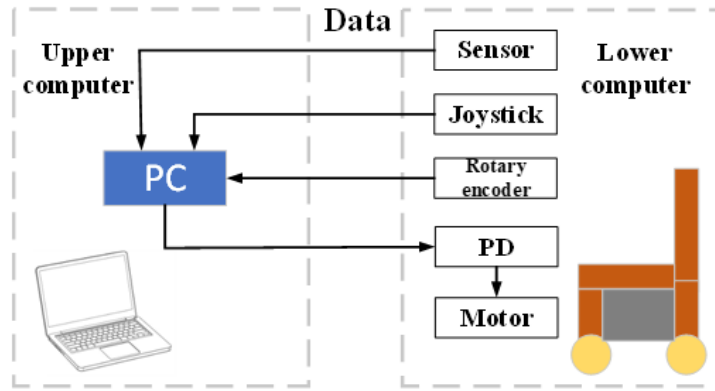 Data
Upper
computer
Sensor
Lower
computer
Joystick
PC
Rotary
encoder
PD
Motor